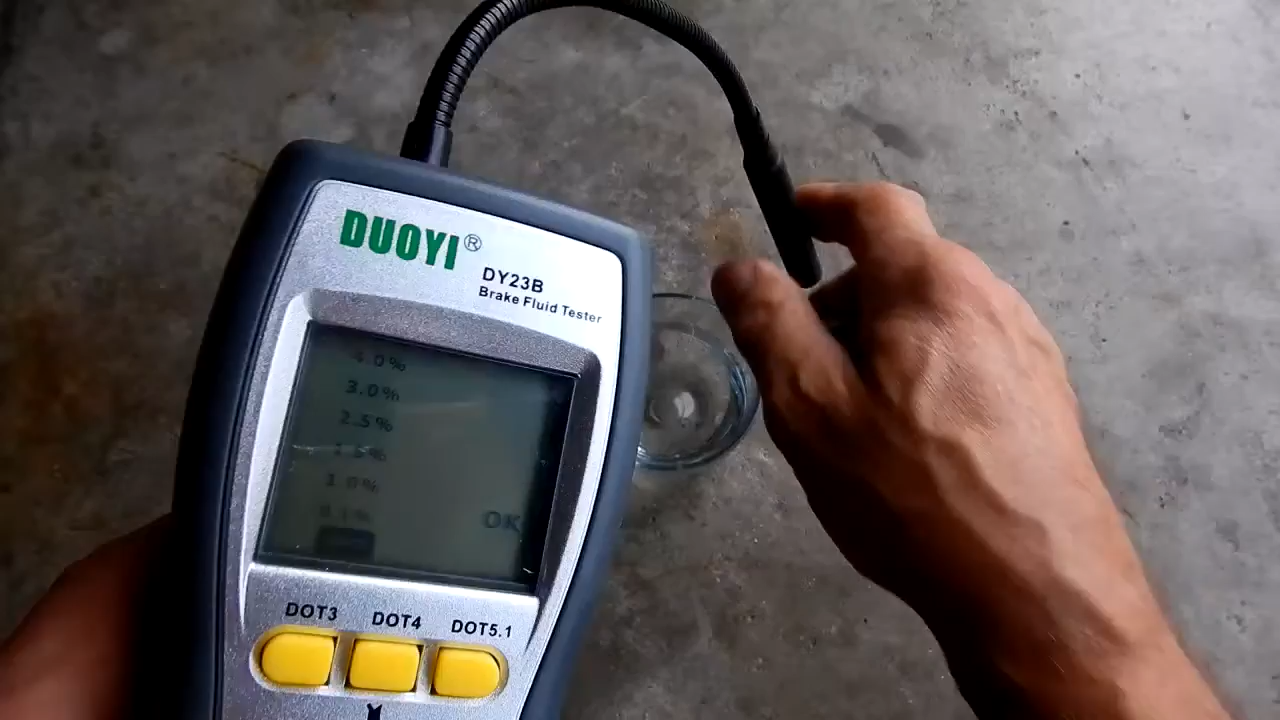 DUOYI®
DY23B
Brake Fluid Tester
4.0%
3.0%
2.5%
1.0%
OK
DOT3 DOT4 DOT5.1